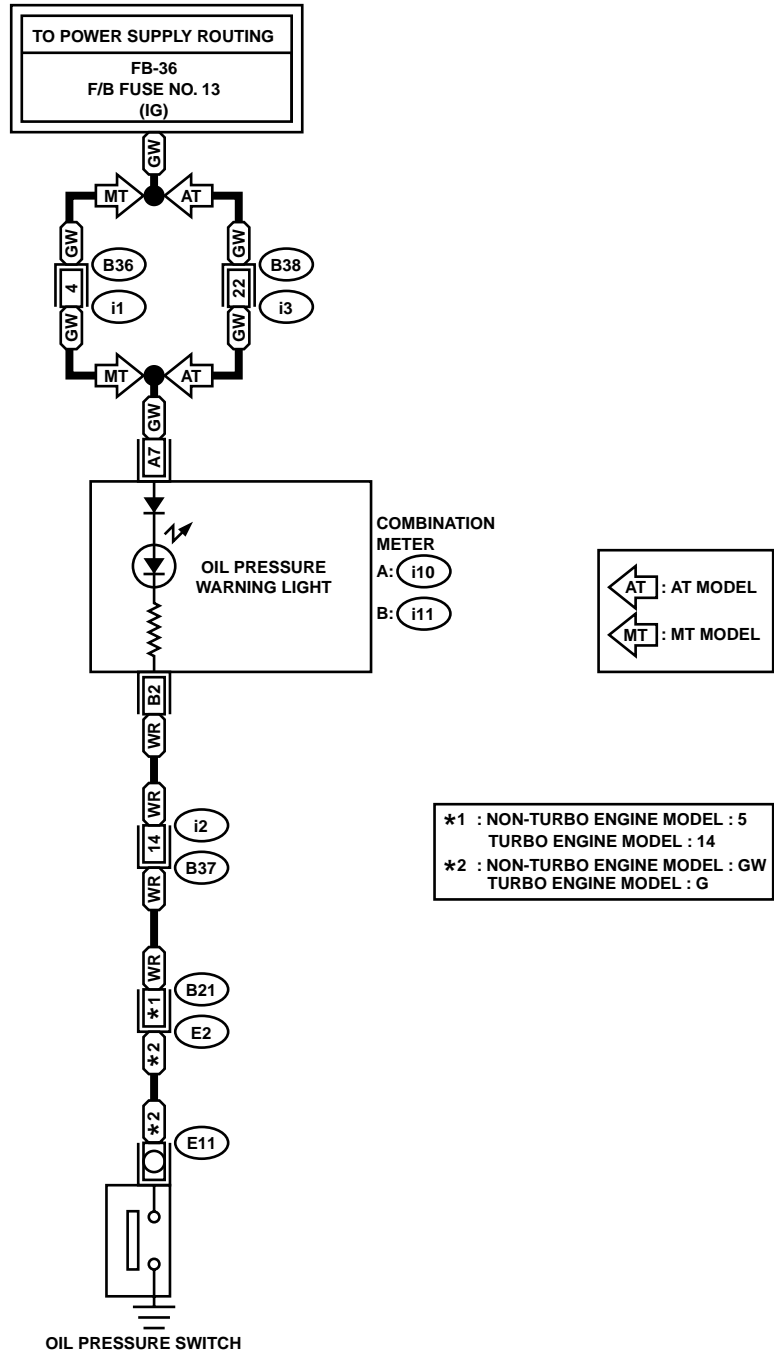 TO POWER SUPPLY ROUTING
FB-36
F/B FUSE NO. 13
(IG)
GW
MT
AT
GW
GW
4
B36
22
B38
i1
i3
GW
GW
MT
AT
GW
A7
OIL PRESSURE
WARNING LIGHT
COMBINATION
METER
A: i10
B: i11
AT : AT MODEL
MT : MT MODEL
B2
WR
WR
14
i2
B37
WR
WR
*1
B21
E2
*2
*2
E11
OIL PRESSURE SWITCH
*1 : NON-TURBO ENGINE MODEL : 5
TURBO ENGINE MODEL : 14
*2 : NON-TURBO ENGINE MODEL : GW
TURBO ENGINE MODEL : G